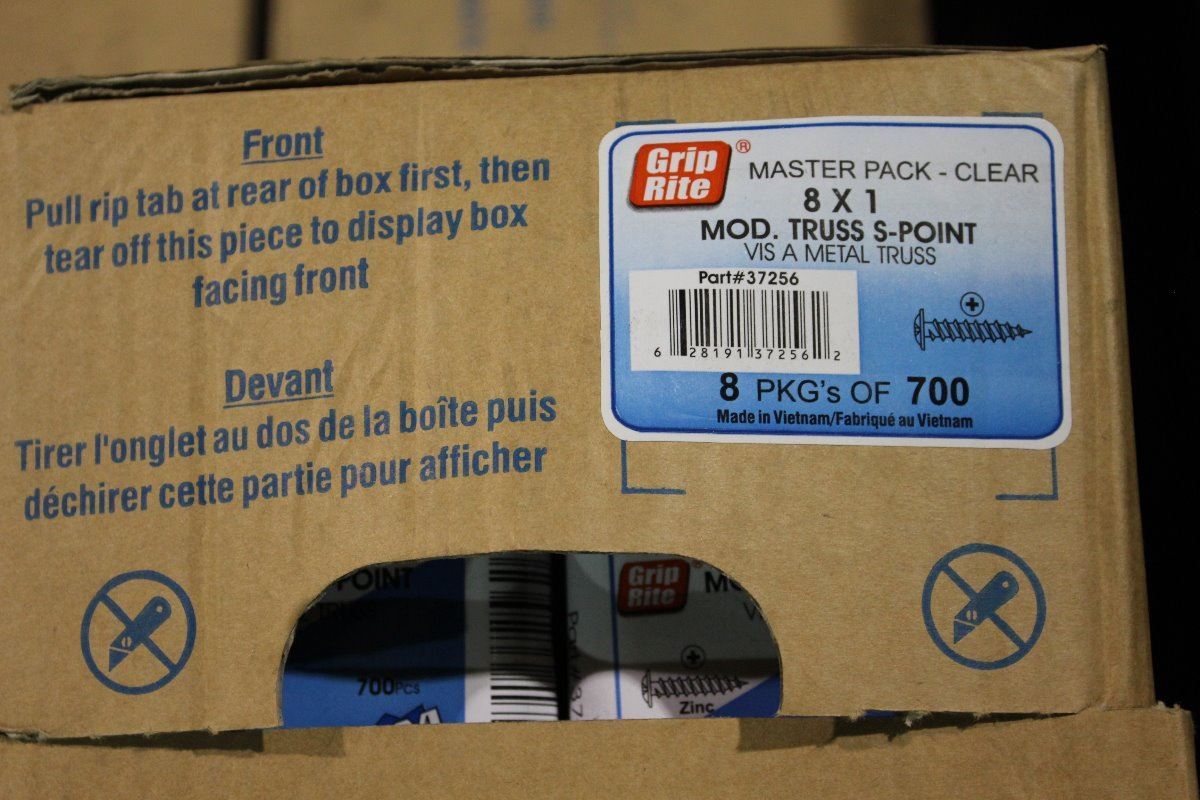 Front
Pull rip tab at rear of box first, then
tear off this piece to display box
facing front
Devant
Tirer l'onglet au dos de la boîte puis
déchirer cette partie pour afficher
Grip
Rite
®
MASTER PACK - CLEAR
8 X 1
MOD. TRUSS S-POINT
VIS A METAL TRUSS
Part#37256
6 28191 37256 2
8 PKG's OF 700
Made in Vietnam/Fabriqué au Vietnam
POINT
TRUSS
700PCS
Grip
Rite
Zinc